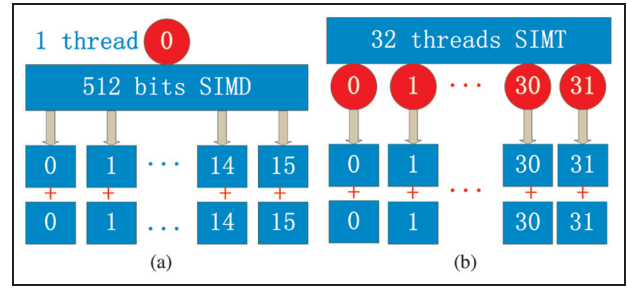 1 thread 0
512 bits SIMD
0 1 ... 14 15
+ + + +
0 1 ... 14 15
(a)
32 threads SIMT
0 1 ... 30 31
0 1 30 31
+ + ... + +
0 1 30 31
(b)